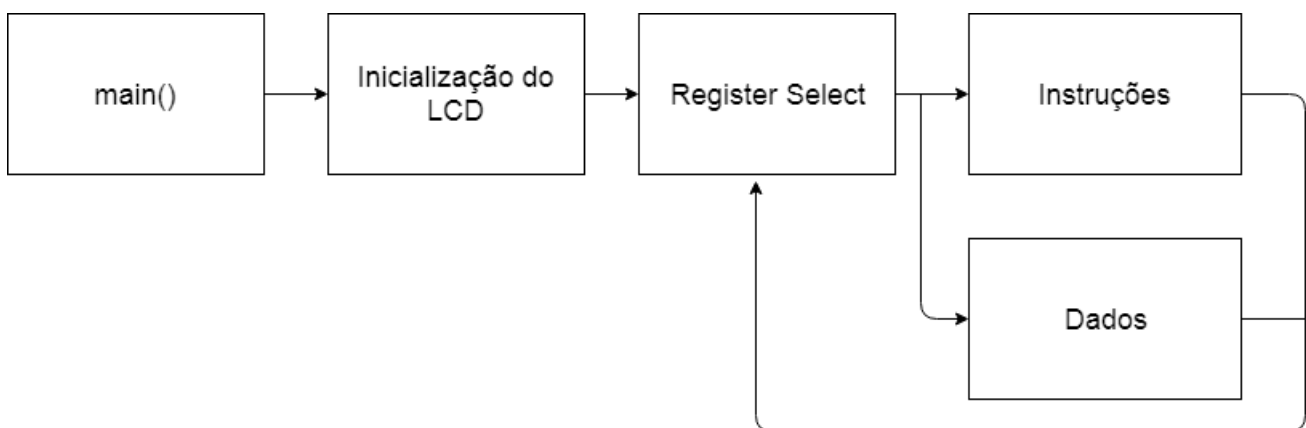 main()
Inicialização do
LCD
Register Select
Instruções
Dados